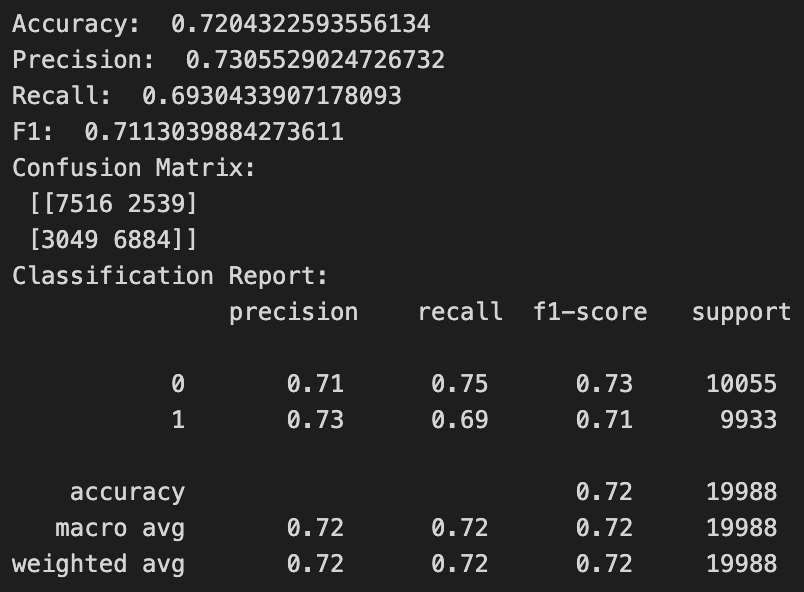 Accuracy:  0.7204322593556134
Precision:  0.7305529024726732
Recall:  0.6930433907178093
F1:  0.7113039884273611
Confusion Matrix:
 [[7516 2539]
 [3049 6884]]
Classification Report:
               precision    recall  f1-score   support

           0       0.71      0.75      0.73     10055
           1       0.73      0.69      0.71      9933

    accuracy                           0.72     19988
   macro avg       0.72      0.72      0.72     19988
weighted avg       0.72      0.72      0.72     19988